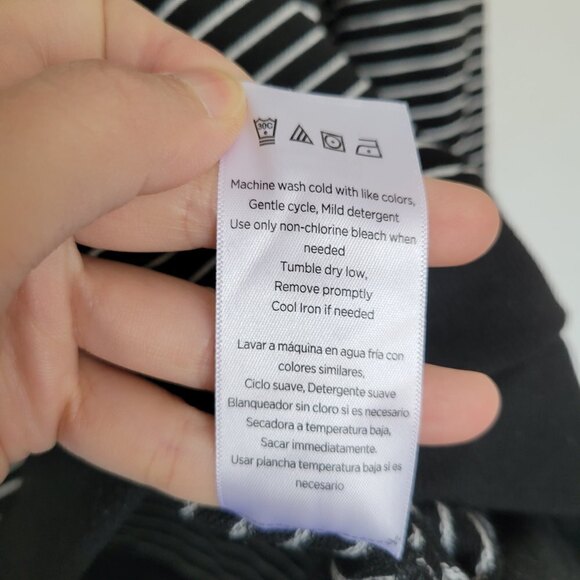 30C
Machine wash cold with like colors,
Gentle cycle, Mild detergent
Use only non-chlorine bleach when
needed
Tumble dry low,
Remove promptly
Cool Iron if needed
Lavar a máquina en agua fría con
colores similares,
Ciclo suave, Detergente suave
Blanqueador sin cloro si es necesario
Secadora a temperatura baja,
Sacar immediatamente.
Usar plancha temperatura baja si es
necesario